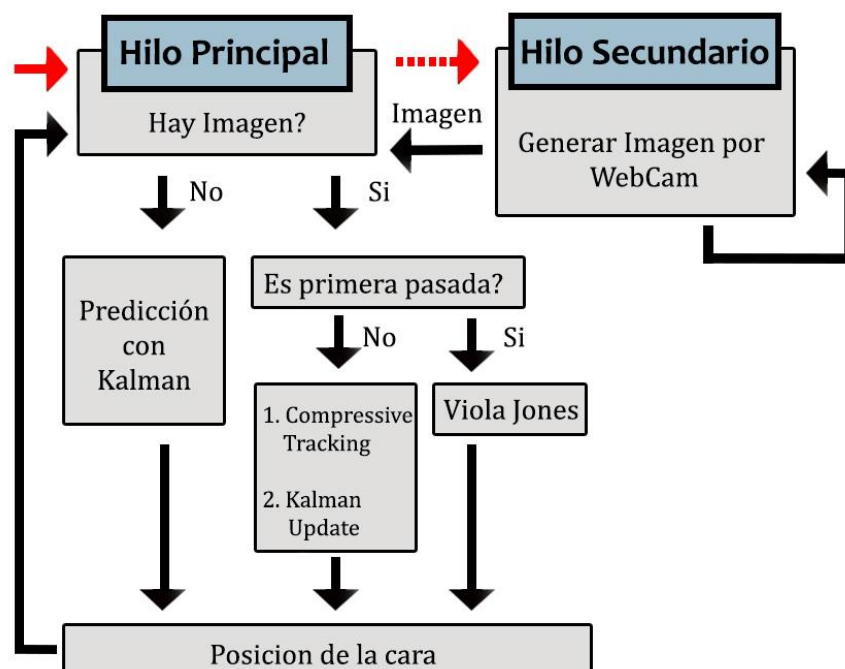 Hilo Principal
Hay Imagen?
Imagen
Hilo Secundario
Generar Imagen por
WebCam
No
Si
Predicción
con
Kalman
Es primera pasada?
No
Si
1. Compressive
Tracking
2. Kalman
Update
Viola Jones
Posicion de la cara